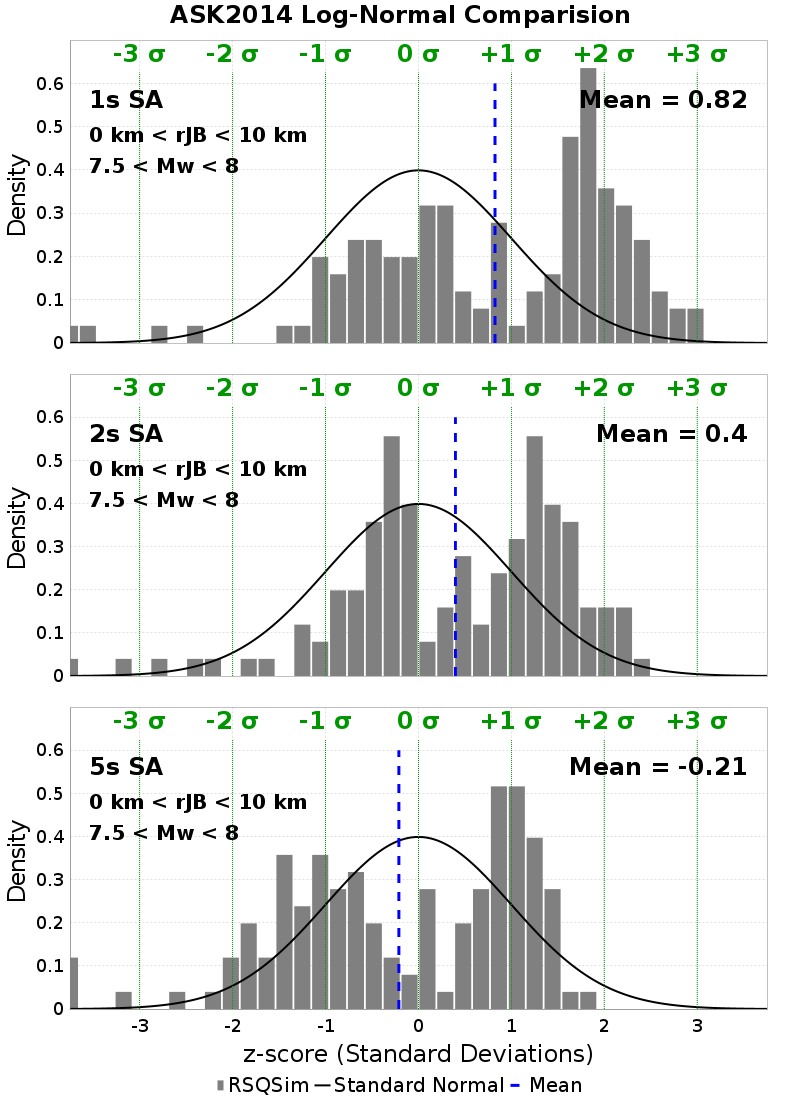 ASK2014 Log-Normal Comparision
-3 σ -2 σ -1 σ 0 σ +1 σ +2 σ +3 σ
1s SA
Mean = 0.82
0 km < rJB < 10 km
7.5 < Mw < 8
0.6
0.5
0.4
0.3
0.2
0.1
0
Density
-3 σ -2 σ -1 σ 0 σ +1 σ +2 σ +3 σ
2s SA
Mean = 0.4
0 km < rJB < 10 km
7.5 < Mw < 8
0.6
0.5
0.4
0.3
0.2
0.1
0
Density
-3 σ -2 σ -1 σ 0 σ +1 σ +2 σ +3 σ
5s SA
Mean = -0.21
0 km < rJB < 10 km
7.5 < Mw < 8
0.6
0.5
0.4
0.3
0.2
0.1
0
Density
-3 -2 -1 0 1 2 3
z-score (Standard Deviations)
RSQSim Standard Normal Mean